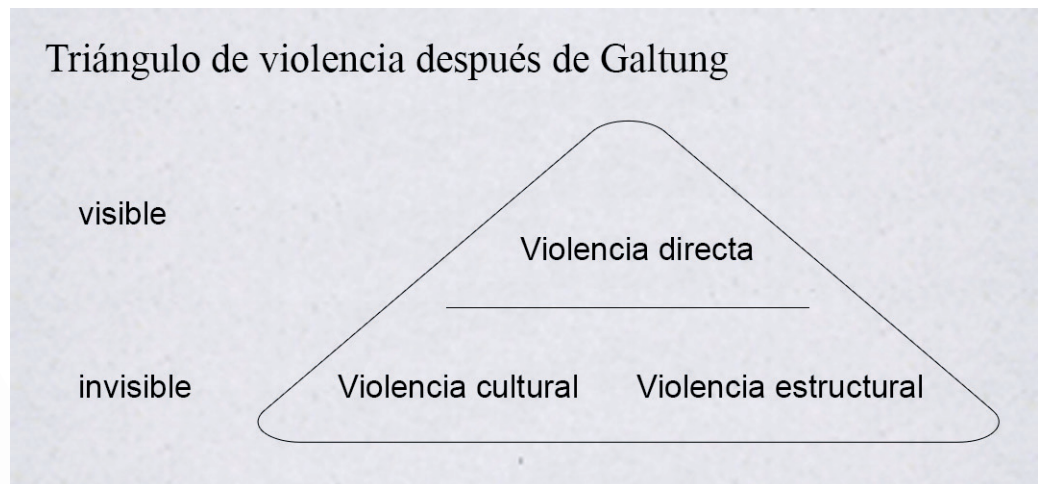 Triángulo de violencia después de Galtung
visible
Violencia directa
invisible
Violencia cultural
Violencia estructural